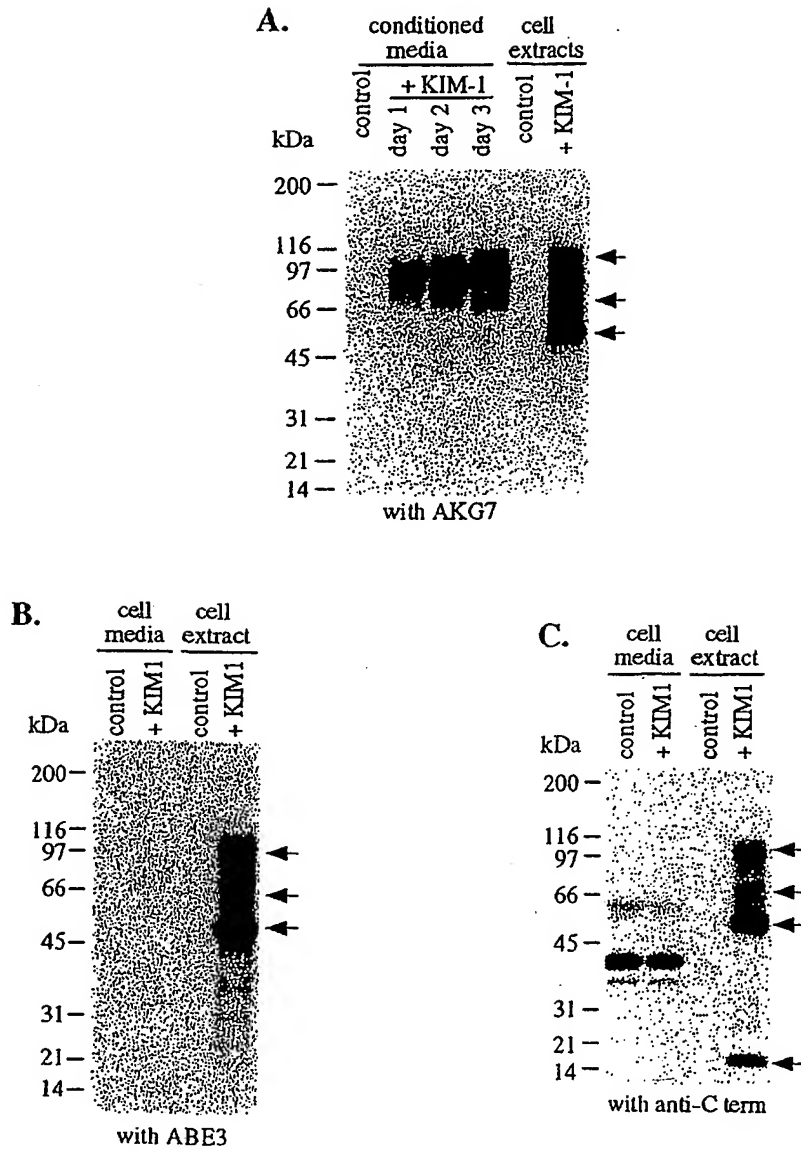 A.
conditioned media
cell extracts
control
+ KIM-1
day 1
day 2
day 3
control
+ KIM-1
kDa
200
116
97
66
45
31
21
14
with AKG7
B.
cell media
cell extract
control
+ KIM1
control
+ KIM1
kDa
200
116
97
66
45
31
21
14
with ABE3
C.
cell media
cell extract
control
+ KIM1
control
+ KIM1
kDa
200
116
97
66
45
31
21
14
with anti-C term